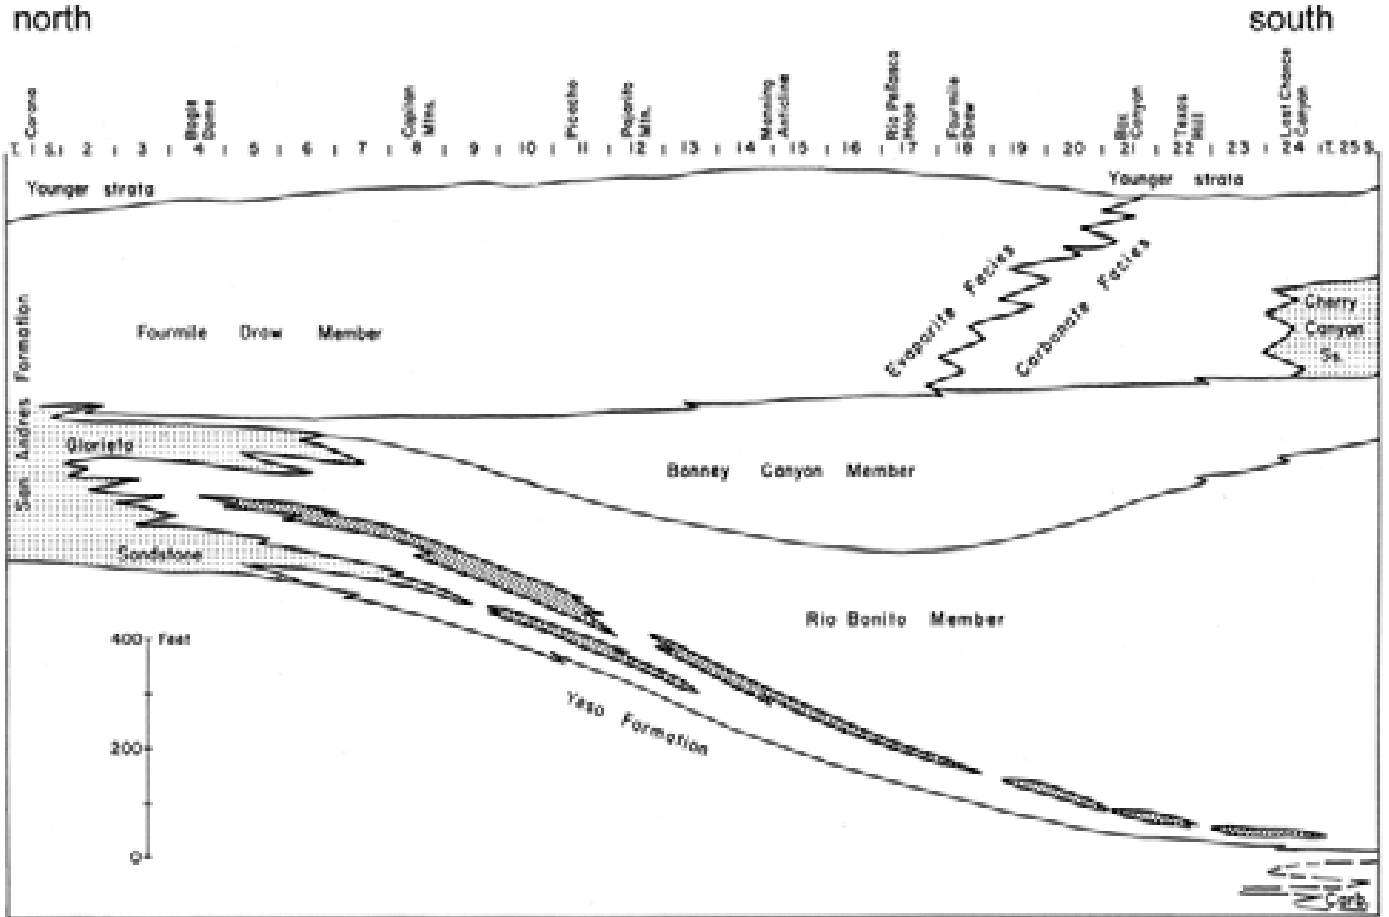 north
south
Corona
Bogle
Dome
Capitan
Mtns.
Picacho
Pajarito
Mtn.
Manning
Anticline
Rio Peñasco
Hope
Fourmile
Draw
Box
Canyon
Texas
Hill
Last Chance
Canyon
T. 1 S. 2 3 4 5 6 7 8 9 10 11 12 13 14 15 16 17 18 19 20 21 22 23 24 T. 25 S.
Younger strata
Younger strata
San Andres Formation
Fourmile Draw Member
Evaporite Facies
Carbonate Facies
Cherry
Canyon
Ss.
Glorieta
Bonney Canyon Member
Sandstone
Rio Bonito Member
400 Feet
200
0
Yeso Formation
Carb.